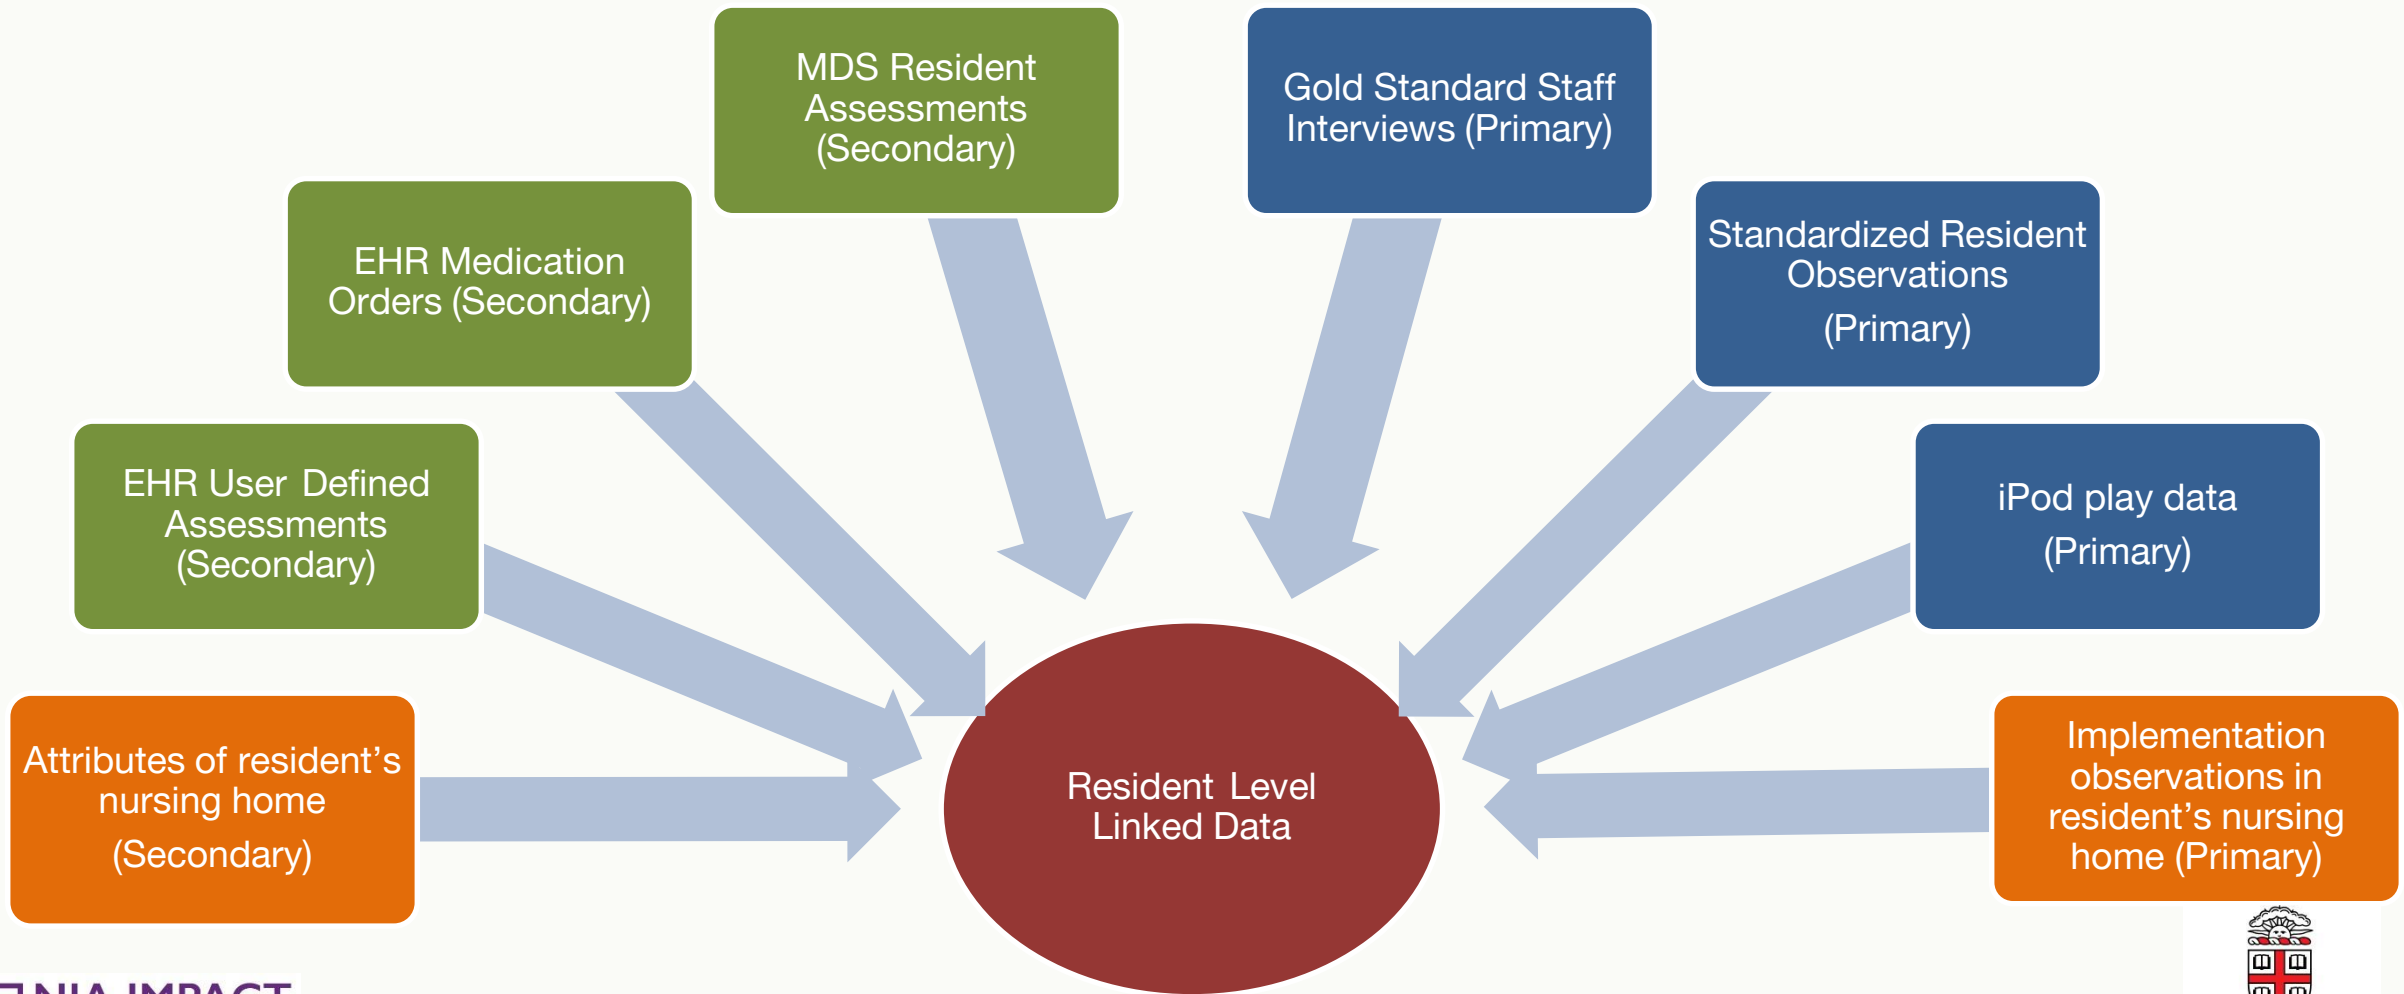 MDS Resident
Assessments
(Secondary)
Gold Standard Staff
Interviews (Primary)
EHR Medication
Orders (Secondary)
Standardized Resident
Observations
(Primary)
EHR User Defined
Assessments
(Secondary)
iPod play data
(Primary)
Attributes of resident’s
nursing home
(Secondary)
Resident Level
Linked Data
Implementation
observations in
resident’s nursing
home (Primary)
NIA IMPACT